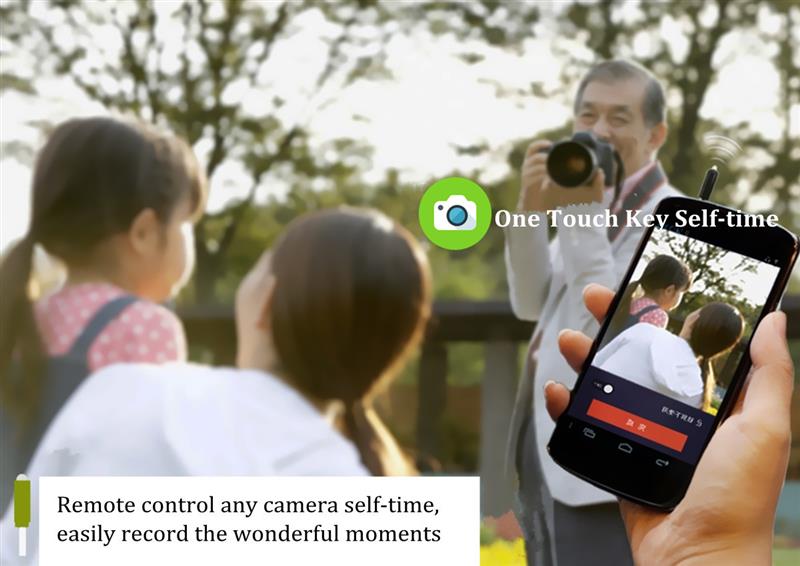 One Touch Key Self-time
Remote control any camera self-time,
easily record the wonderful moments